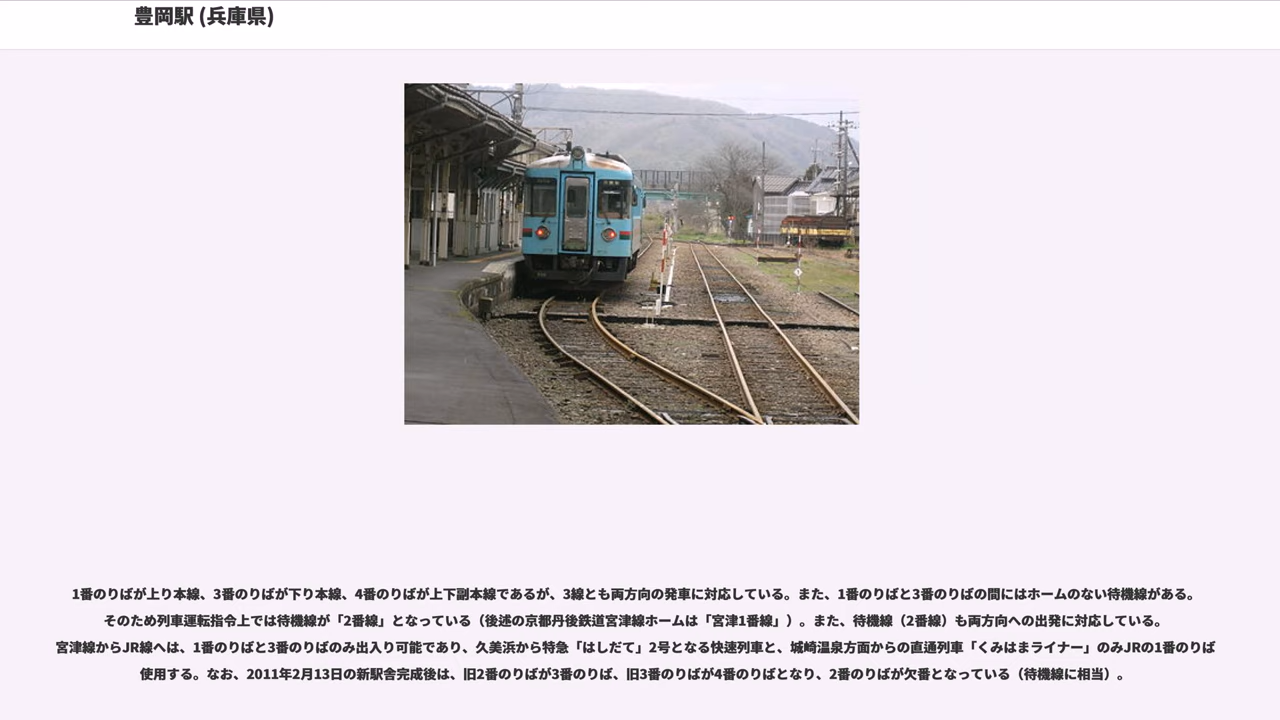 豊岡駅 (兵庫県)
1番のりばが上り本線、3番のりばが下り本線、4番のりばが上下副本線であるが、3線とも両方向の発車に対応している。また、1番のりばと3番のりばの間にはホームのない待機線がある。
そのため列車運転指令上では待機線が「2番線」となっている（後述の京都丹後鉄道宮津線ホームは「宮津1番線」）。また、待機線（2番線）も両方向への出発に対応している。
宮津線からJR線へは、1番のりばと3番のりばのみ出入り可能であり、久美浜から特急「はしだて」2号となる快速列車と、城崎温泉方面からの直通列車「くみはまライナー」のみJRの1番のりば
使用する。なお、2011年2月13日の新駅舎完成後は、旧2番のりばが3番のりば、旧3番のりばが4番のりばとなり、2番のりばが欠番となっている（待機線に相当）。